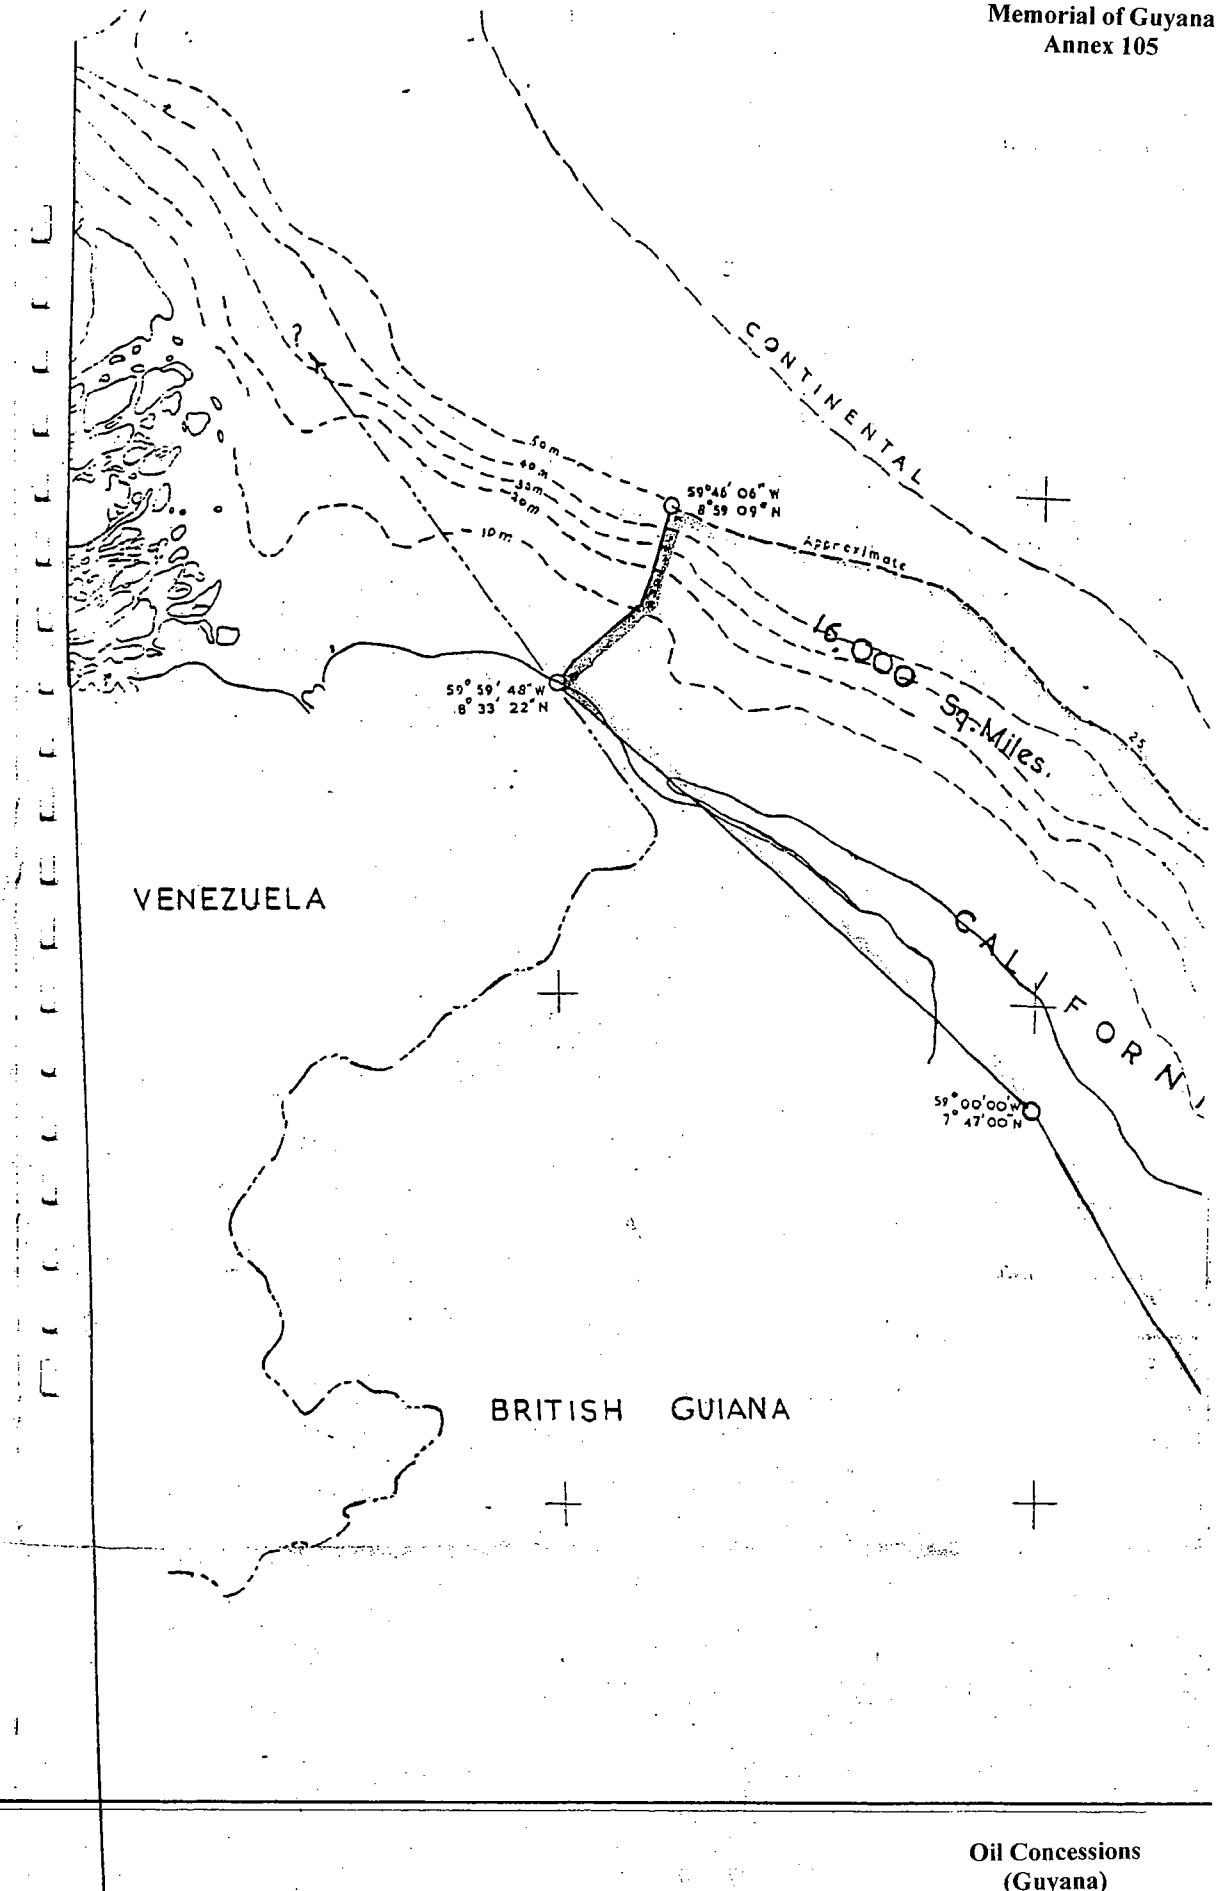 Memorial of Guyana
Annex 105
CONTINENTAL
?
50m
40m
30m
20m
10m
59° 46' 06" W
8° 59 09" N
Approximate
16.000 Sq. Miles.
25
59° 59' 48" W
8° 33' 22" N
VENEZUELA
CALIFORN
59° 00' 00" W
7° 47' 00" N
BRITISH GUIANA
Oil Concessions
(Guyana)